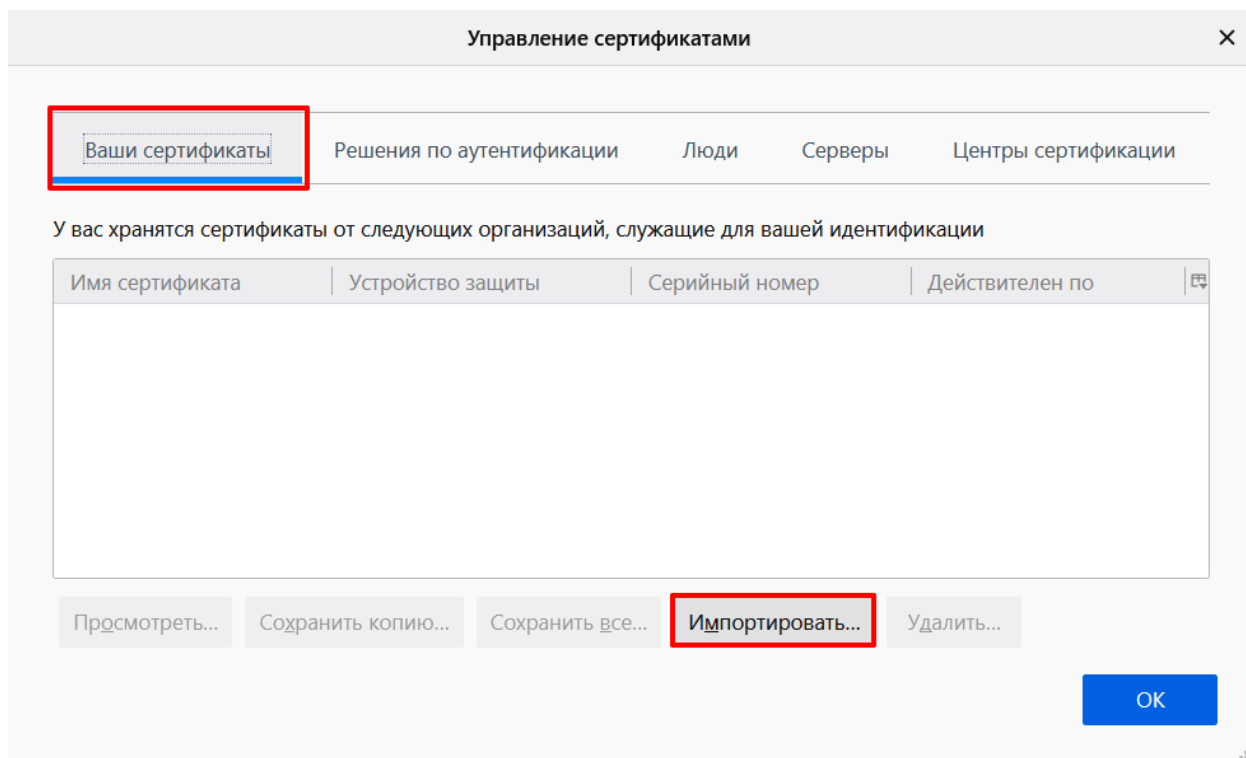 Управление сертификатами
Ваши сертификаты Решения по аутентификации Люди Серверы Центры сертификации
У вас хранятся сертификаты от следующих организаций, служащие для вашей идентификации
Имя сертификата Устройство защиты Серийный номер Действителен по
Просмотреть... Сохранить копию... Сохранить все... Импортировать... Удалить...
ОК